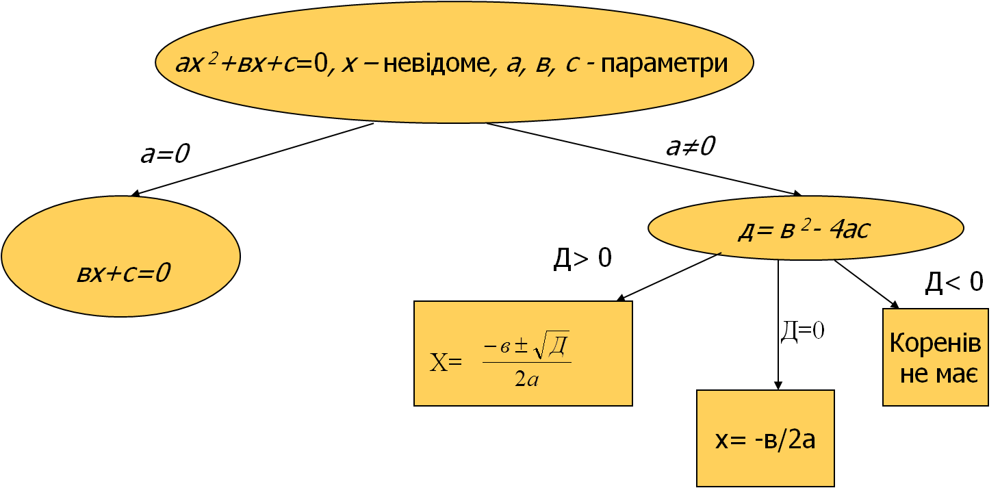 ах ²+вх+с=0, х – невідоме, а, в, с - параметри
а=0
а≠0
вх+с=0
д= в ²- 4ас
Д> 0
Д< 0
Д=0
Х= −в±√Д / 2а
Коренів
не має
х= -в/2а